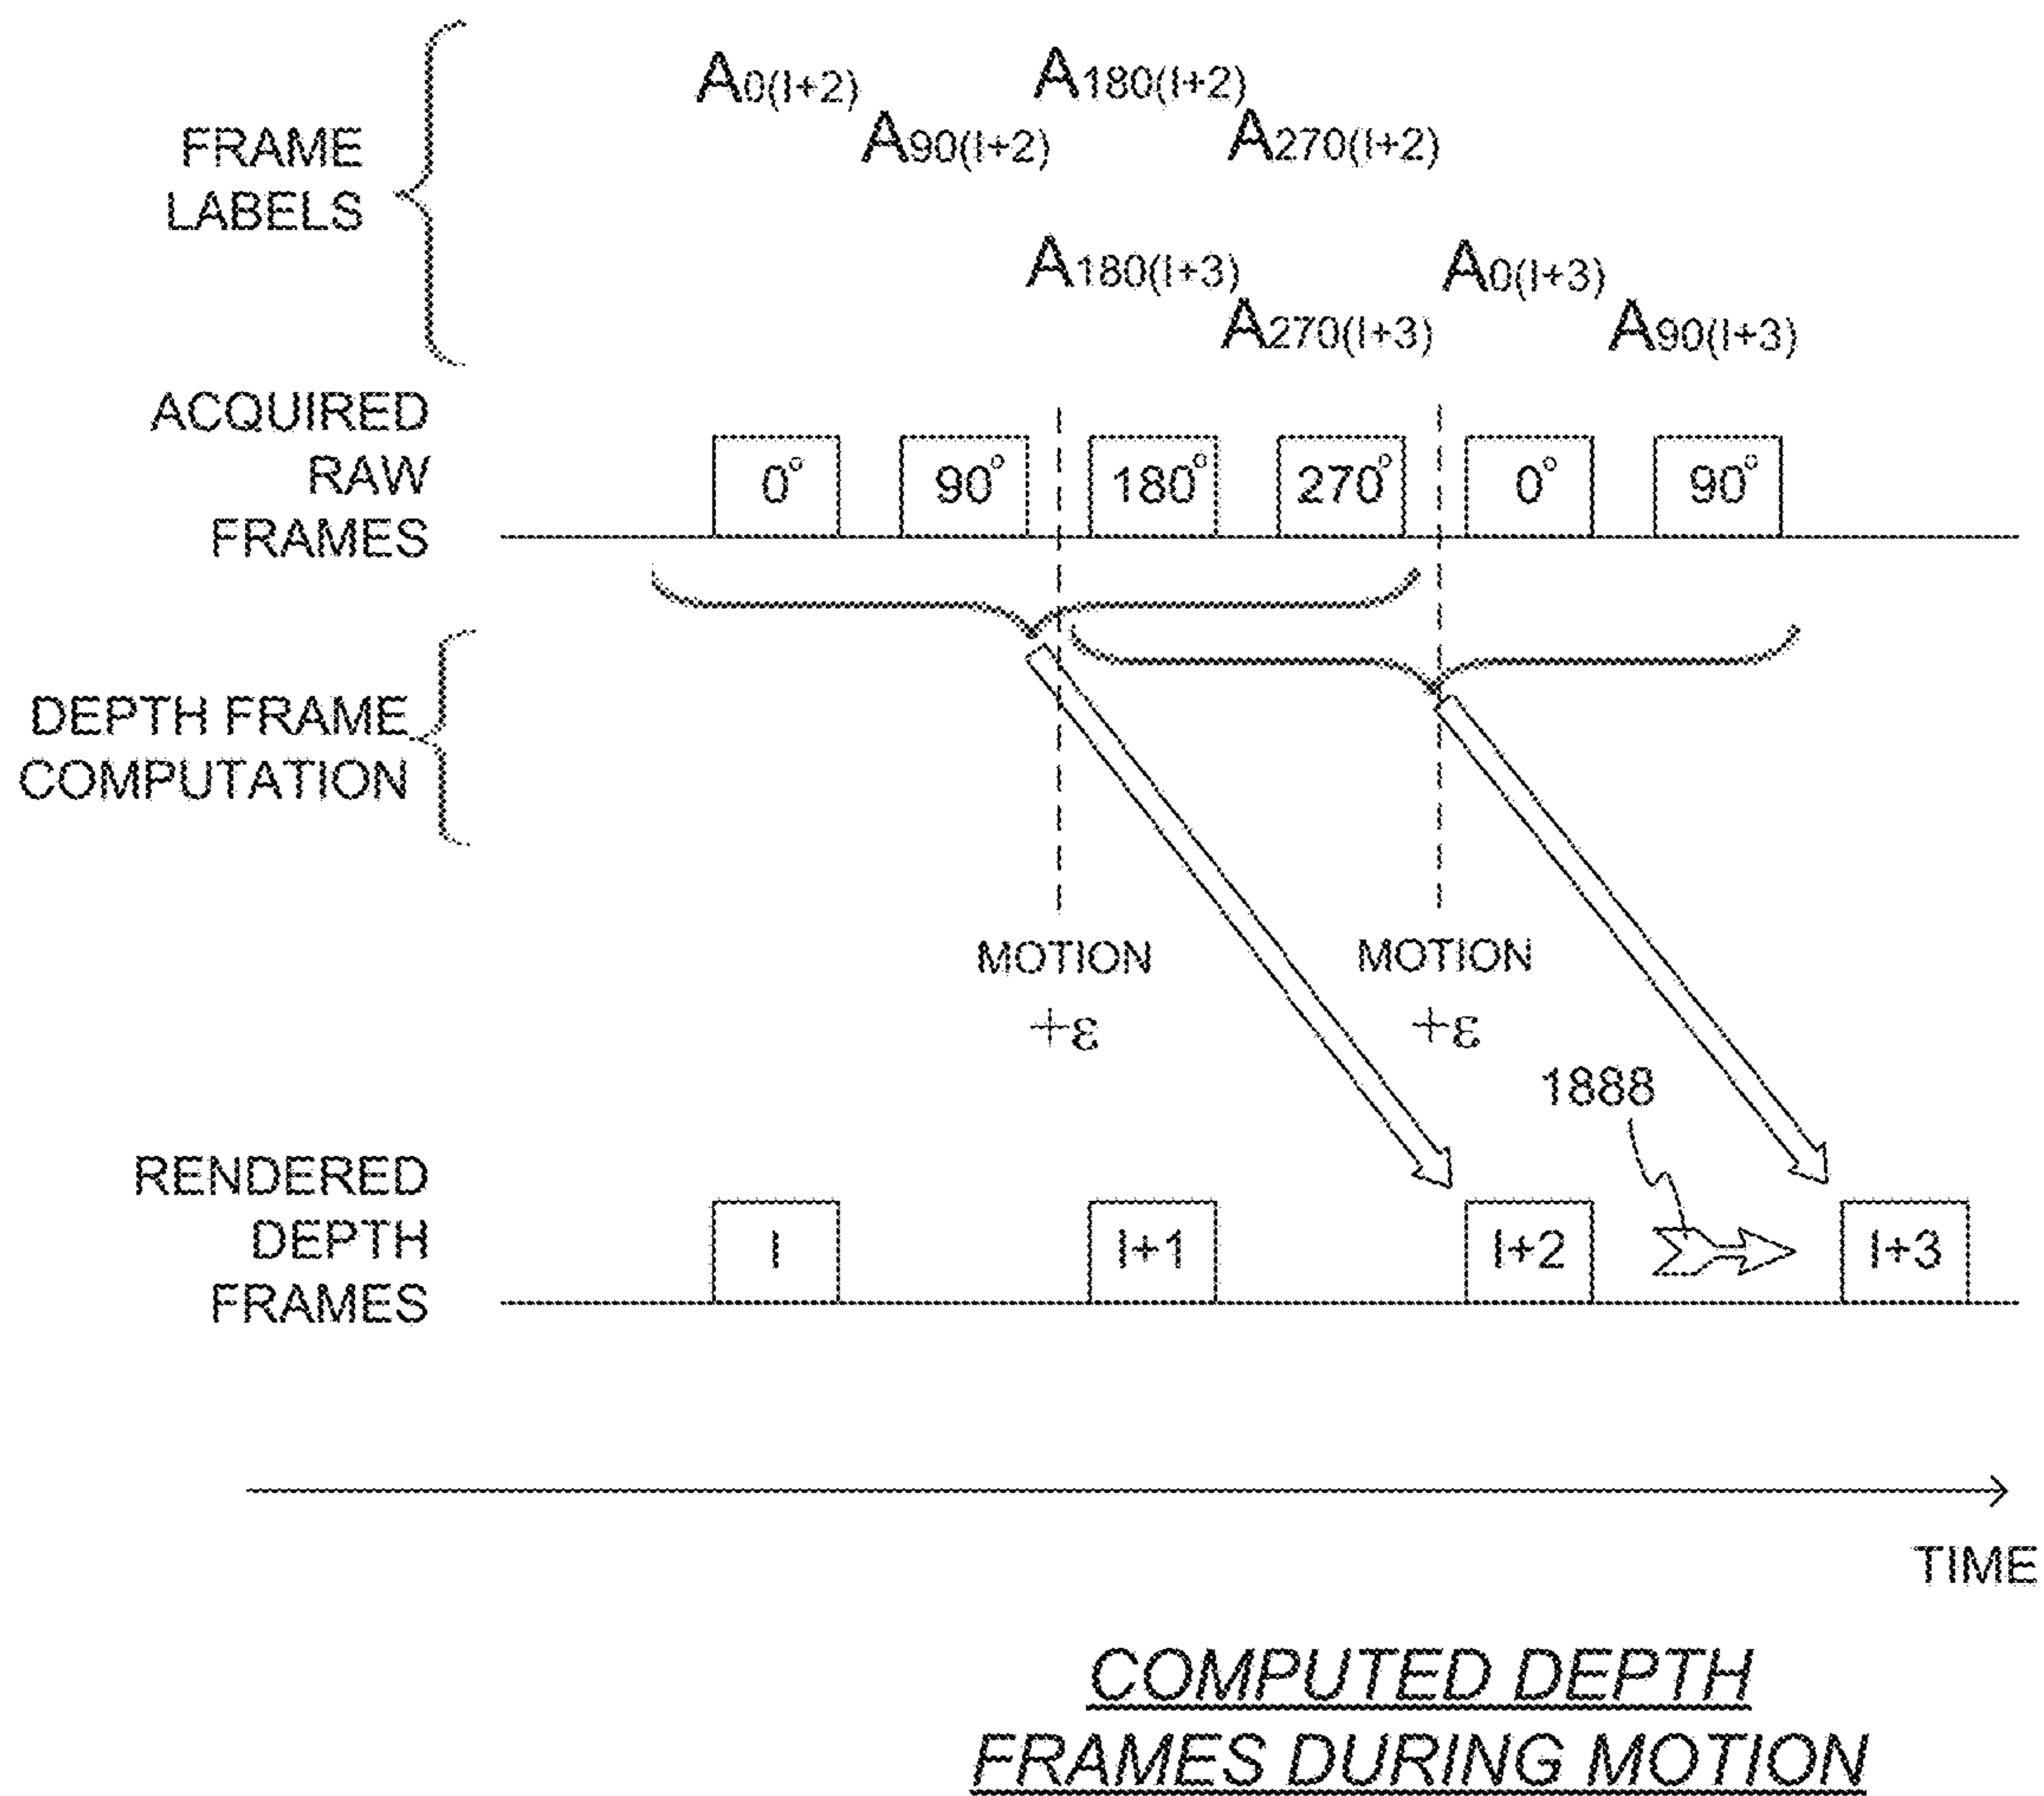 A0(I+2) A180(I+2)
A90(I+2) A270(I+2)
FRAME
LABELS
A180(I+3) A0(I+3)
A270(I+3) A90(I+3)
ACQUIRED
RAW
FRAMES
0° 90° 180° 270° 0° 90°
DEPTH FRAME
COMPUTATION
MOTION MOTION
+ε +ε
1888
RENDERED
DEPTH
FRAMES
I I+1 I+2 I+3
TIME
COMPUTED DEPTH
FRAMES DURING MOTION